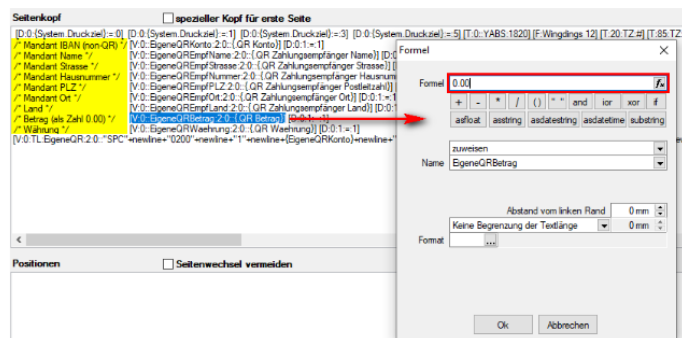 Seitenkopf spezieller Kopf für erste Seite
[D:0:{System.Druckziel}:=:0] [D:0:{System.Druckziel}:=:1] [D:0:{System.Druckziel}:=:3] [D:0:{System.Druckziel}:=:5] [T:0::YABS:1820] [F:Wingdings 12] [T:20:TZ:#] [T:85:TZ
/* Mandant IBAN (non-QR) */ [V:0::EigeneQRKonto:2:0::{.QR Konto}] [D:0:1:=:1]
/* Mandant Name */ [V:0::EigeneQREmpfName:2:0::{.QR Zahlungsempfänger Name}] [D:0
/* Mandant Strasse */ [V:0::EigeneQREmpfStrasse:2:0::{.QR Zahlungsempfänger Strasse}] [D
/* Mandant Hausnummer */ [V:0::EigeneQREmpfNummer:2:0::{.QR Zahlungsempfänger Hausnum
/* Mandant PLZ */ [V:0::EigeneQREmpfPLZ:2:0::{.QR Zahlungsempfänger Postleitzahl}]
/* Mandant Ort */ [V:0::EigeneQREmpfOrt:2:0::{.QR Zahlungsempfänger Ort}] [D:0:1:=
/* Land */ [V:0::EigeneQREmpfLand:2:0::{.QR Zahlungsempfänger Land}] [D:0:1:
/* Betrag (als Zahl 0.00) */ [V:0::EigeneQRBetrag:2:0::{.QR Betrag}] [D:0:1:=:1]
/* Währung */ [V:0::EigeneQRWaehrung:2:0::{.QR Waehrung}] [D:0:1:=:1]
[V:0:TL:EigeneQR:2:0::"SPC"+newline+"0200"+newline+"1"+newline+{EigeneQRKonto}+newline+"
Formel
Formel 0.00 fx
+ - * / () " " and ior xor if
asfloat asstring asdatestring asdatetime substring
zuweisen
Name EigeneQRBetrag
Abstand vom linken Rand 0 mm
Keine Begrenzung der Textlänge 0 mm
Format ...
Ok Abbrechen
Positionen Seitenwechsel vermeiden